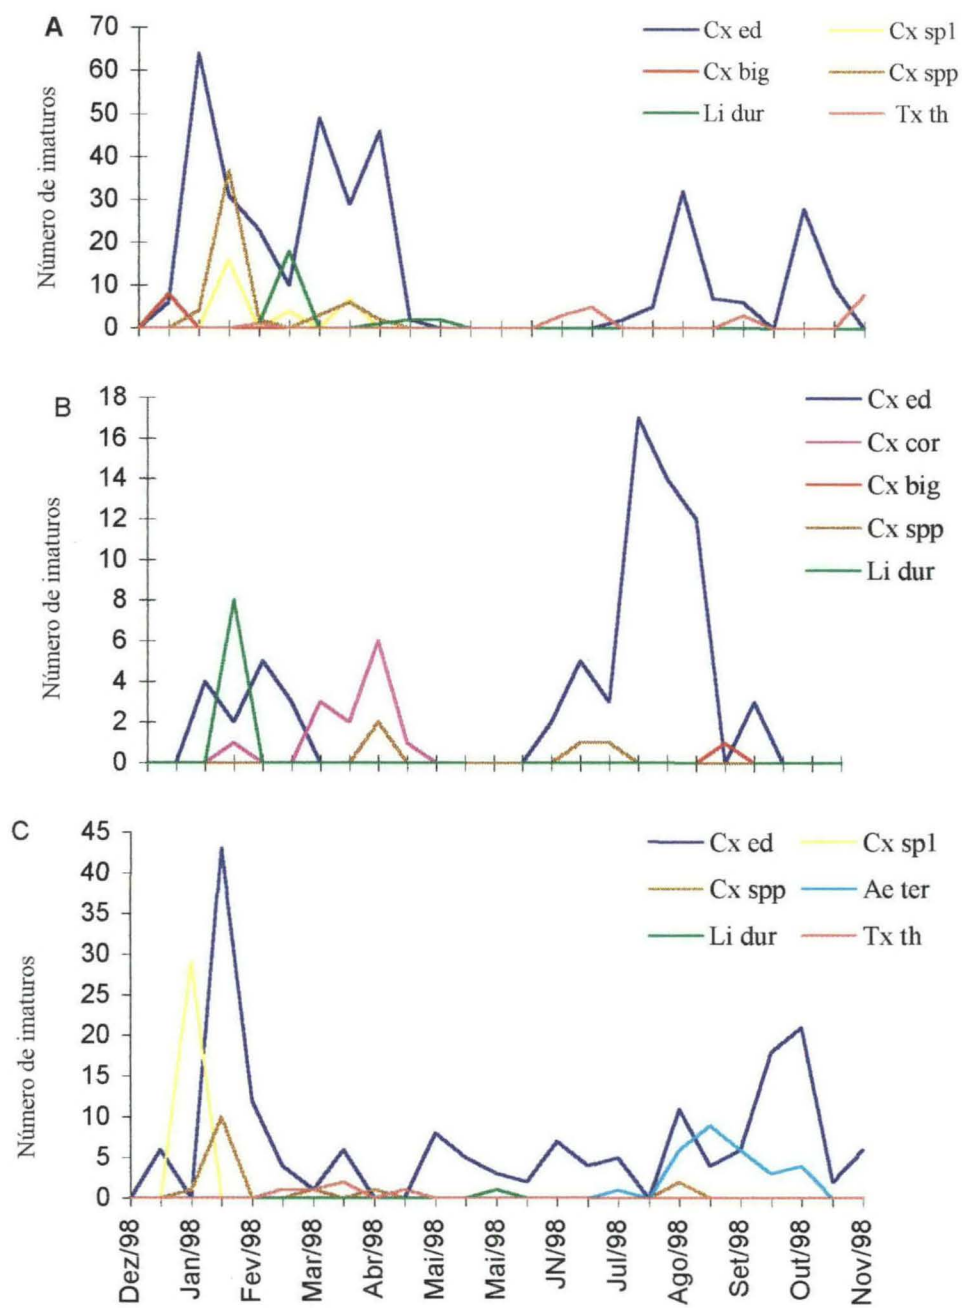 A
Número de imaturos
70
60
50
40
30
20
10
0
Cx ed
Cx spl
Cx big
Cx spp
Li dur
Tx th
B
Número de imaturos
18
16
14
12
10
8
6
4
2
0
Cx ed
Cx cor
Cx big
Cx spp
Li dur
C
Número de imaturos
45
40
35
30
25
20
15
10
5
0
Cx ed
Cx spl
Cx spp
Ae ter
Li dur
Tx th
Dez/98
Jan/98
Fev/98
Mar/98
Abr/98
Mai/98
Mai/98
JN/98
Jul/98
Ago/98
Set/98
Out/98
Nov/98